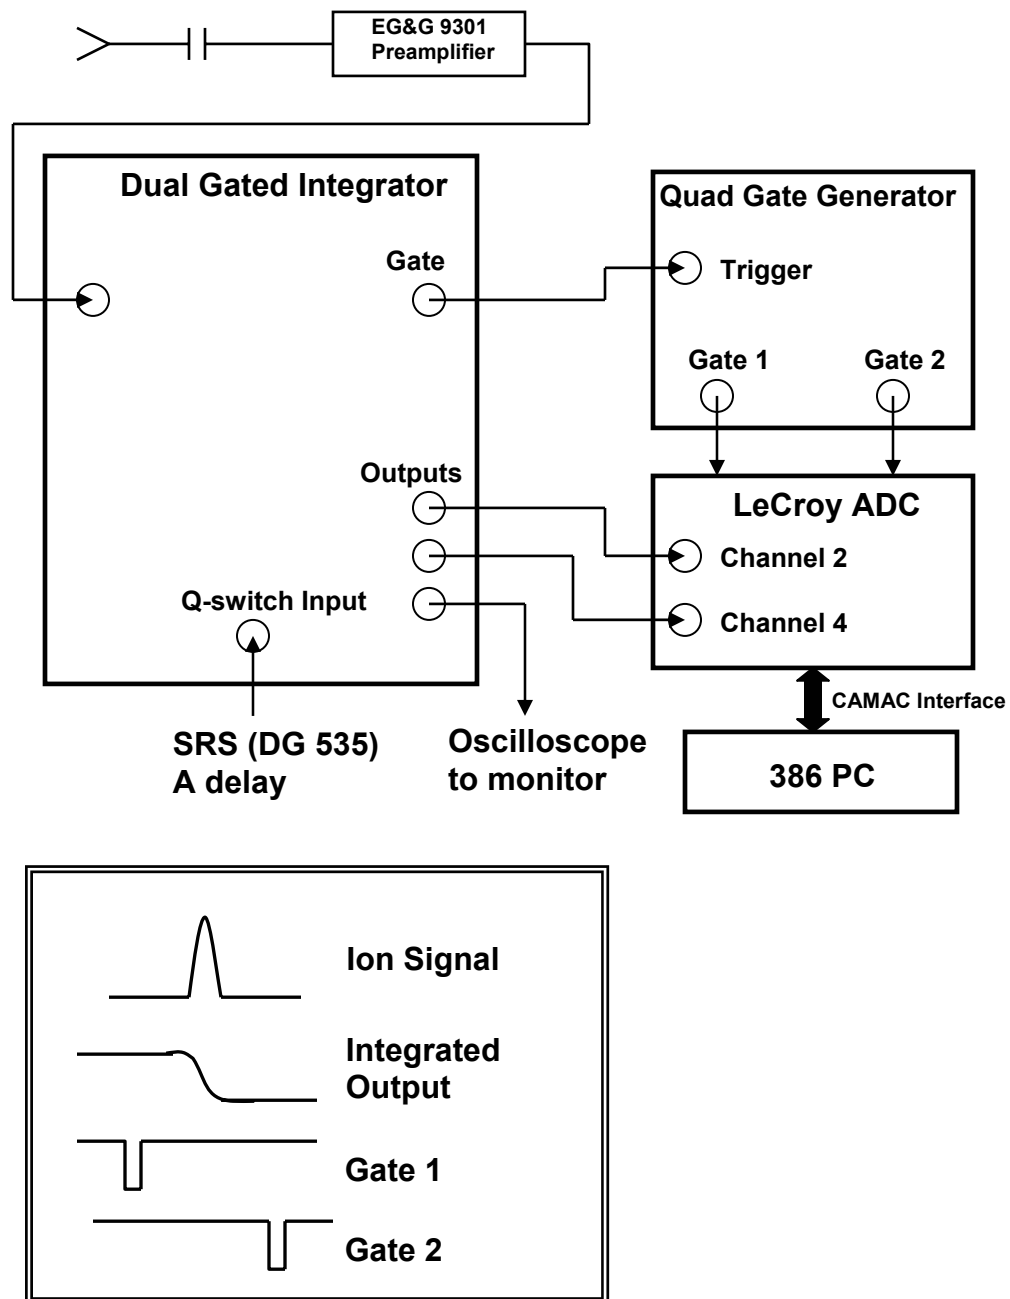 EG&G 9301
Preamplifier
Dual Gated Integrator
Quad Gate Generator
Gate
Trigger
Gate 1
Gate 2
Outputs
LeCroy ADC
Channel 2
Q-switch Input
Channel 4
CAMAC Interface
SRS (DG 535)
A delay
Oscilloscope
to monitor
386 PC
Ion Signal
Integrated
Output
Gate 1
Gate 2